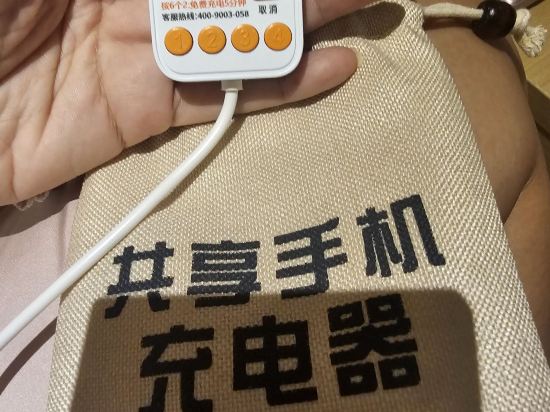 按6个2,免费充电5分钟
客服热线:400-9003-058
取消
1 2 3 4
共享手机
充电器